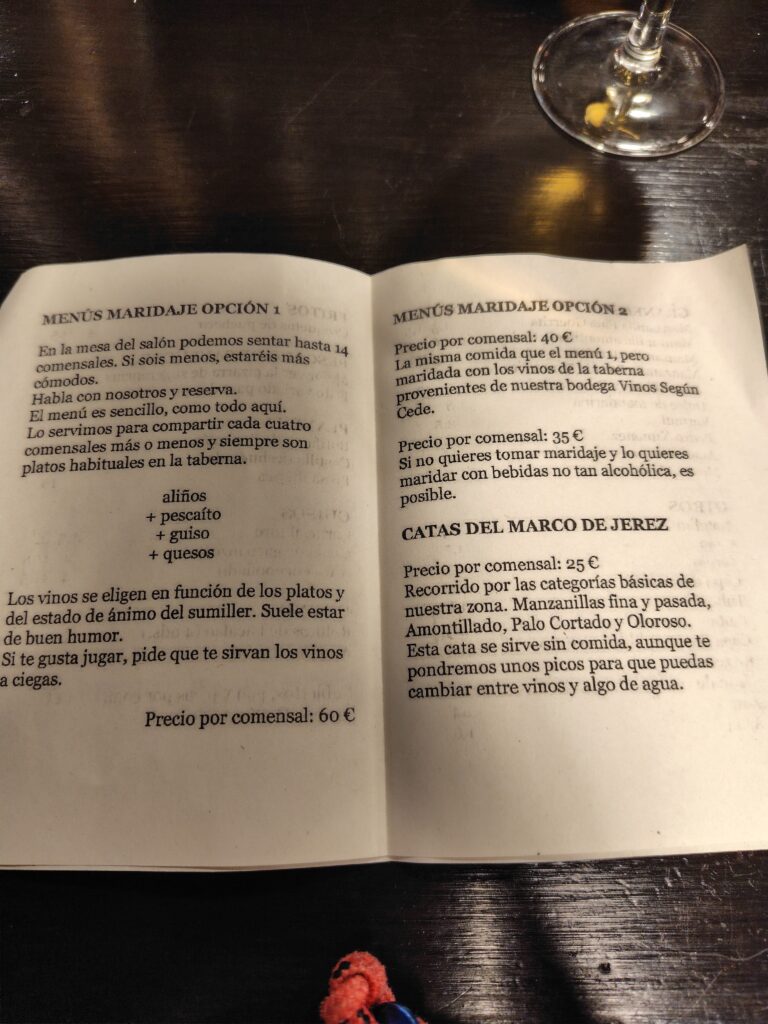 MENÚS MARIDAJE OPCIÓN 1
En la mesa del salón podemos sentar hasta 14
comensales. Si sois menos, estaréis más
cómodos.
Habla con nosotros y reserva.
El menú es sencillo, como todo aquí.
Lo servimos para compartir cada cuatro
comensales más o menos y siempre son
platos habituales en la taberna.
aliños
+ pescaíto
+ guiso
+ quesos
Los vinos se eligen en función de los platos y
del estado de ánimo del sumiller. Suele estar
de buen humor.
Si te gusta jugar, pide que te sirvan los vinos
a ciegas.
Precio por comensal: 60 €
MENÚS MARIDAJE OPCIÓN 2
Precio por comensal: 40 €
La misma comida que el menú 1, pero
maridada con los vinos de la taberna
provenientes de nuestra bodega Vinos Según
Cede.
Precio por comensal: 35 €
Si no quieres tomar maridaje y lo quieres
maridar con bebidas no tan alcohólica, es
posible.
CATAS DEL MARCO DE JEREZ
Precio por comensal: 25 €
Recorrido por las categorías básicas de
nuestra zona. Manzanillas fina y pasada,
Amontillado, Palo Cortado y Oloroso.
Esta cata se sirve sin comida, aunque te
pondremos unos picos para que puedas
cambiar entre vinos y algo de agua.